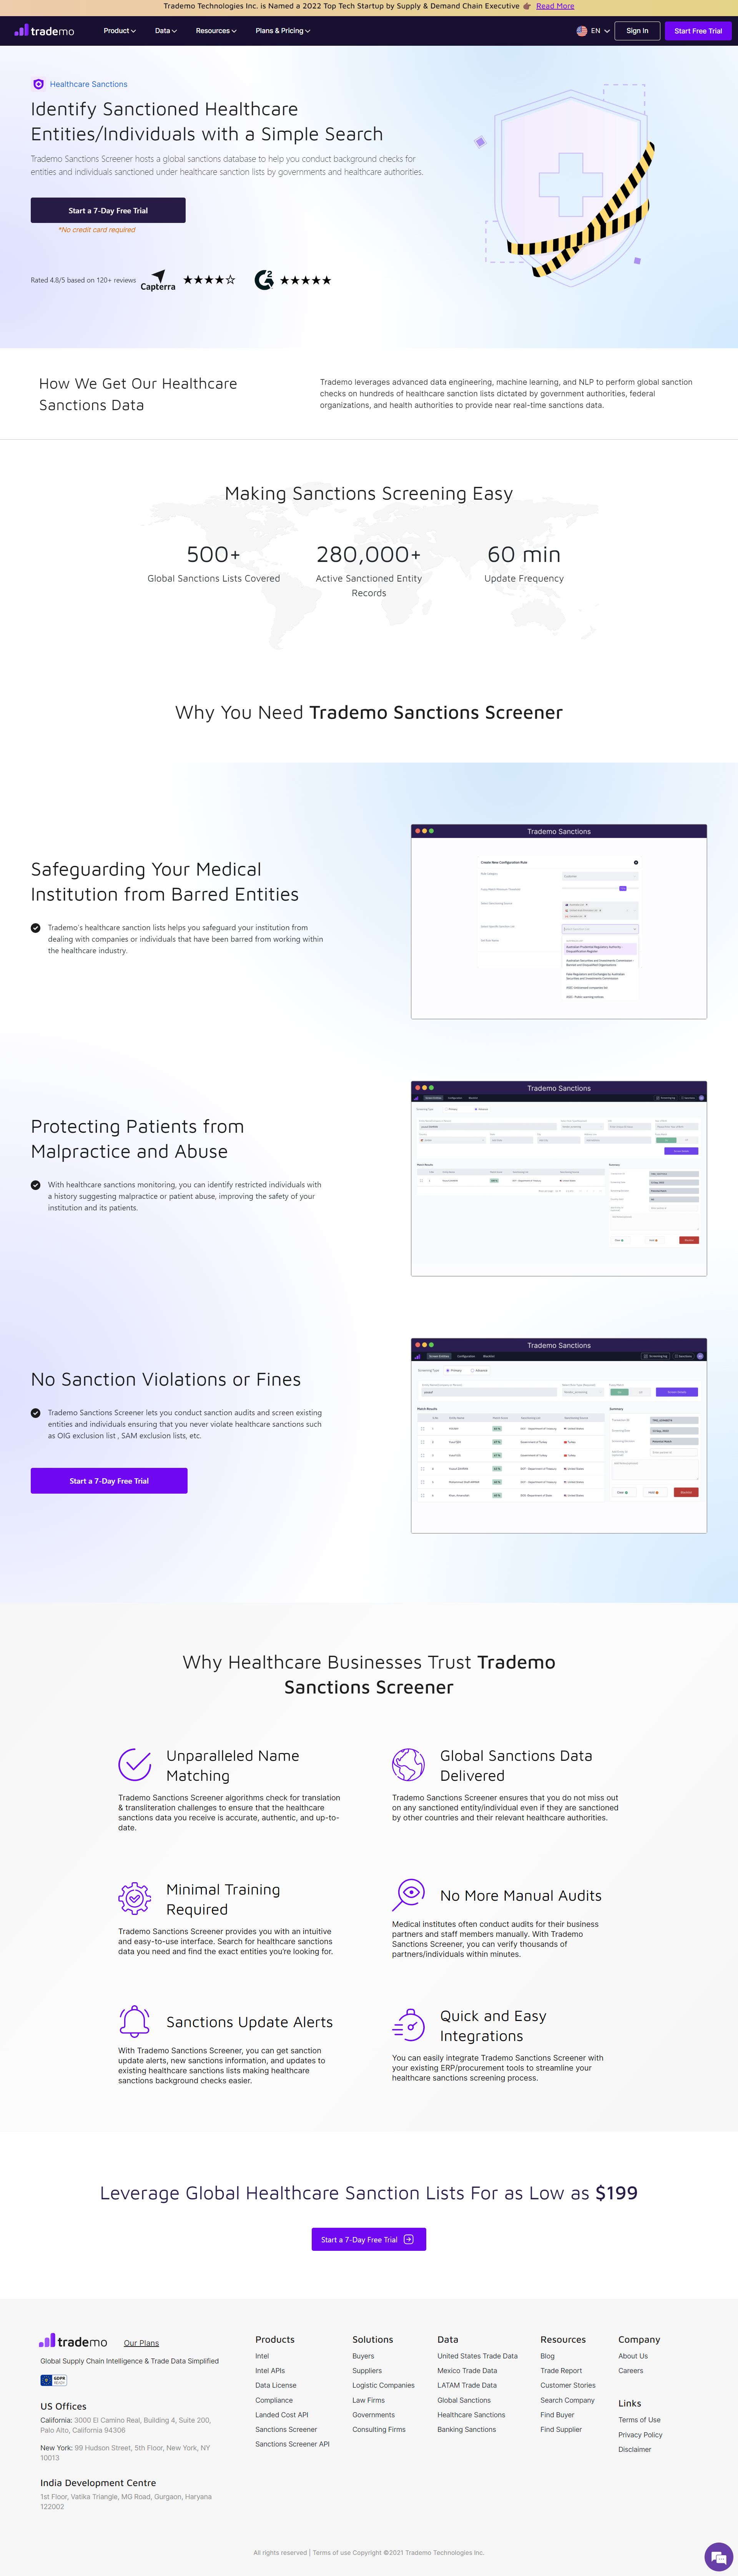 Trademo Technologies Inc. is Named a 2022 Top Tech Startup by Supply & Demand Chain Executive Read More
trademo
Product
Data
Resources
Plans & Pricing
EN
Sign In
Start Free Trial
Healthcare Sanctions
Identify Sanctioned Healthcare
Entities/Individuals with a Simple Search
Trademo Sanctions Screener hosts a global sanctions database to help you conduct background checks for
entities and individuals sanctioned under healthcare sanction lists by governments and healthcare authorities.
Start a 7-Day Free Trial
*No credit card required
Rated 4.8/5 based on 120+ reviews
Capterra
How We Get Our Healthcare
Sanctions Data
Trademo leverages advanced data engineering, machine learning, and NLP to perform global sanction
checks on hundreds of healthcare sanction lists dictated by government authorities, federal
organizations, and health authorities to provide near real-time sanctions data.
Making Sanctions Screening Easy
500+
Global Sanctions Lists Covered
280,000+
Active Sanctioned Entity
Records
60 min
Update Frequency
Why You Need Trademo Sanctions Screener
Safeguarding Your Medical
Institution from Barred Entities
Trademo's healthcare sanction lists helps you safeguard your institution from
dealing with companies or individuals that have been barred from working within
the healthcare industry.
Trademo Sanctions
Create New Configuration Rule
Protecting Patients from
Malpractice and Abuse
With healthcare sanctions monitoring, you can identify restricted individuals with
a history suggesting malpractice or patient abuse, improving the safety of your
institution and its patients.
Trademo Sanctions
No Sanction Violations or Fines
Trademo Sanctions Screener lets you conduct sanction audits and screen existing
entities and individuals ensuring that you never violate healthcare sanctions such
as OIG exclusion list , SAM exclusion lists, etc.
Start a 7-Day Free Trial
Trademo Sanctions
Why Healthcare Businesses Trust Trademo
Sanctions Screener
Unparalleled Name
Matching
Trademo Sanctions Screener algorithms check for translation
& transliteration challenges to ensure that the healthcare
sanctions data you receive is accurate, authentic, and up-to-
date.
Global Sanctions Data
Delivered
Trademo Sanctions Screener ensures that you do not miss out
on any sanctioned entity/individual even if they are sanctioned
by other countries and their relevant healthcare authorities.
Minimal Training
Required
Trademo Sanctions Screener provides you with an intuitive
and easy-to-use interface. Search for healthcare sanctions
data you need and find the exact entities you're looking for.
No More Manual Audits
Medical institutes often conduct audits for their business
partners and staff members manually. With Trademo
Sanctions Screener, you can verify thousands of
partners/individuals within minutes.
Sanctions Update Alerts
With Trademo Sanctions Screener, you can get sanction
update alerts, new sanctions information, and updates to
existing healthcare sanctions lists making healthcare
sanctions background checks easier.
Quick and Easy
Integrations
You can easily integrate Trademo Sanctions Screener with
your existing ERP/procurement tools to streamline your
healthcare sanctions screening process.
Leverage Global Healthcare Sanction Lists For as Low as $199
Start a 7-Day Free Trial
trademo
Our Plans
Global Supply Chain Intelligence & Trade Data Simplified
GDPR
READY
US Offices
California: 3000 El Camino Real, Building 4, Suite 200,
Palo Alto, California 94306
New York: 99 Hudson Street, 5th Floor, New York, NY
10013
India Development Centre
1st Floor, Vatika Triangle, MG Road, Gurgaon, Haryana
122002
Products
Intel
Intel APIs
Data License
Compliance
Landed Cost API
Sanctions Screener
Sanctions Screener API
Solutions
Buyers
Suppliers
Logistic Companies
Law Firms
Governments
Consulting Firms
Data
United States Trade Data
Mexico Trade Data
LATAM Trade Data
Global Sanctions
Healthcare Sanctions
Banking Sanctions
Resources
Blog
Trade Report
Customer Stories
Search Company
Find Buyer
Find Supplier
Company
About Us
Careers
Links
Terms of Use
Privacy Policy
Disclaimer
All rights reserved | Terms of use Copyright ©2021 Trademo Technologies Inc.